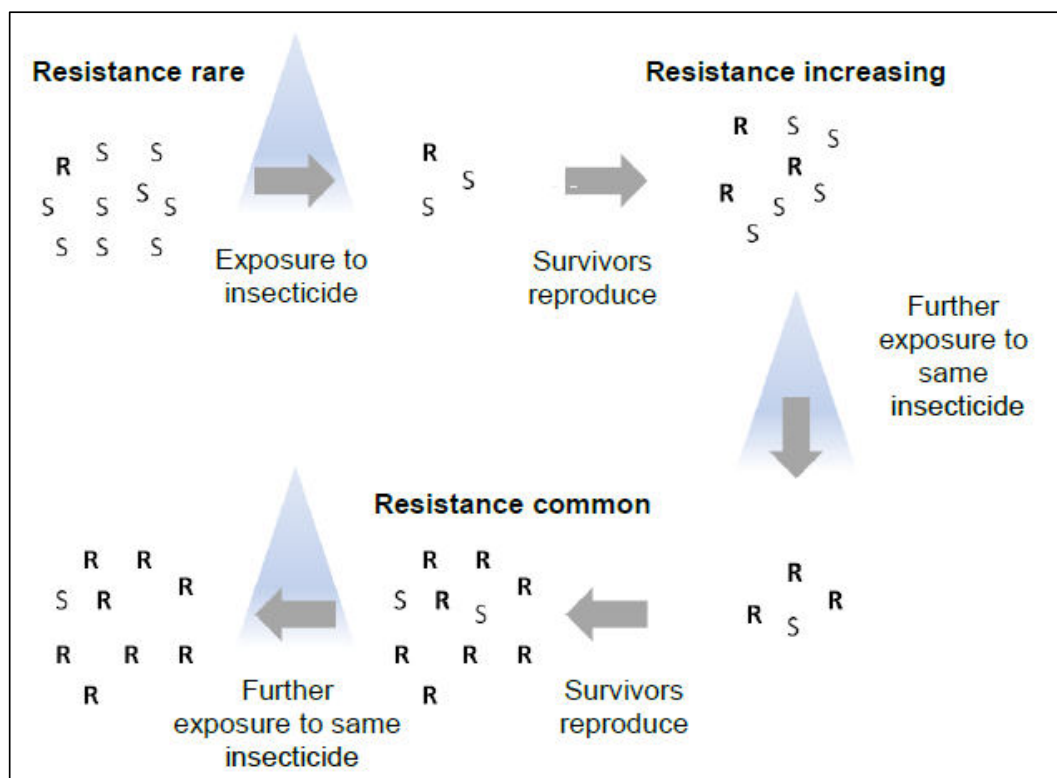 Resistance rare
Resistance increasing
R S S
S S
S S S
S S S
R
S
S
R S S
R
R S S
S
Exposure to
insecticide
Survivors
reproduce
Further
exposure to
same
insecticide
Resistance common
R R
R
S R
R R R
R
R R
R
S R S
R R R
R
R
R R
S
Further
exposure to same
insecticide
Survivors
reproduce